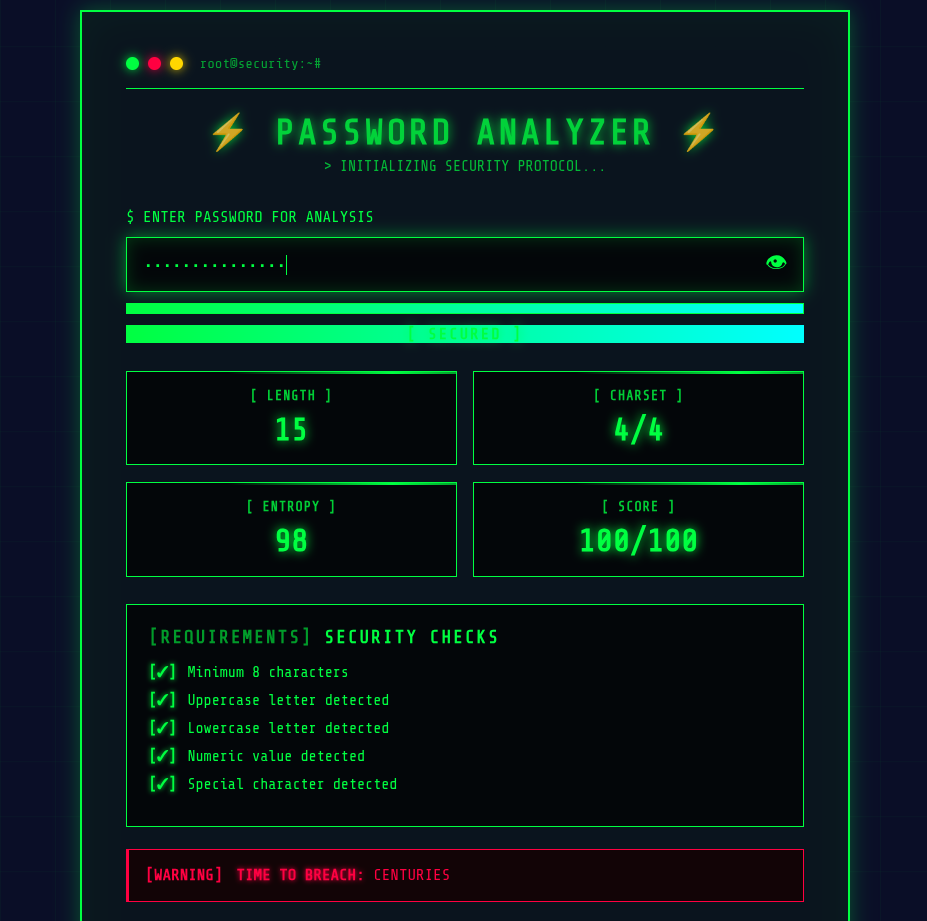 root@security:~#
⚡ PASSWORD ANALYZER ⚡
> INITIALIZING SECURITY PROTOCOL...
$ ENTER PASSWORD FOR ANALYSIS
•••••••••••••••
[ SECURED ]
[ LENGTH ]
15
[ CHARSET ]
4/4
[ ENTROPY ]
98
[ SCORE ]
100/100
[REQUIREMENTS] SECURITY CHECKS
[✓] Minimum 8 characters
[✓] Uppercase letter detected
[✓] Lowercase letter detected
[✓] Numeric value detected
[✓] Special character detected
[WARNING] TIME TO BREACH: CENTURIES